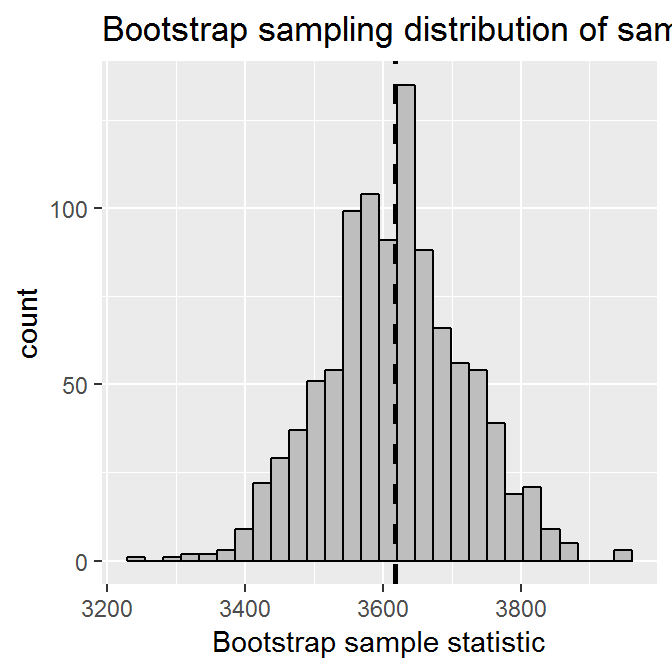 Bootstrap sampling distribution of sam
100
50
0
count
3200 3400 3600 3800
Bootstrap sample statistic